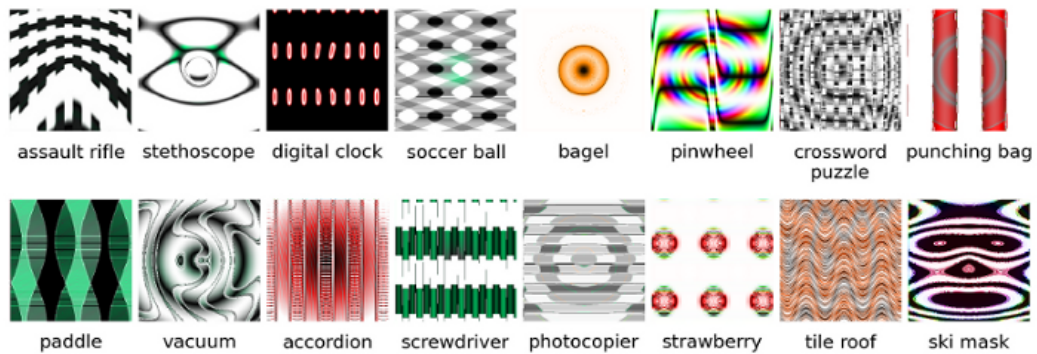 assault rifle
stethoscope
digital clock
soccer ball
bagel
pinwheel
crossword
puzzle
punching bag
paddle
vacuum
accordion
screwdriver
photocopier
strawberry
tile roof
ski mask